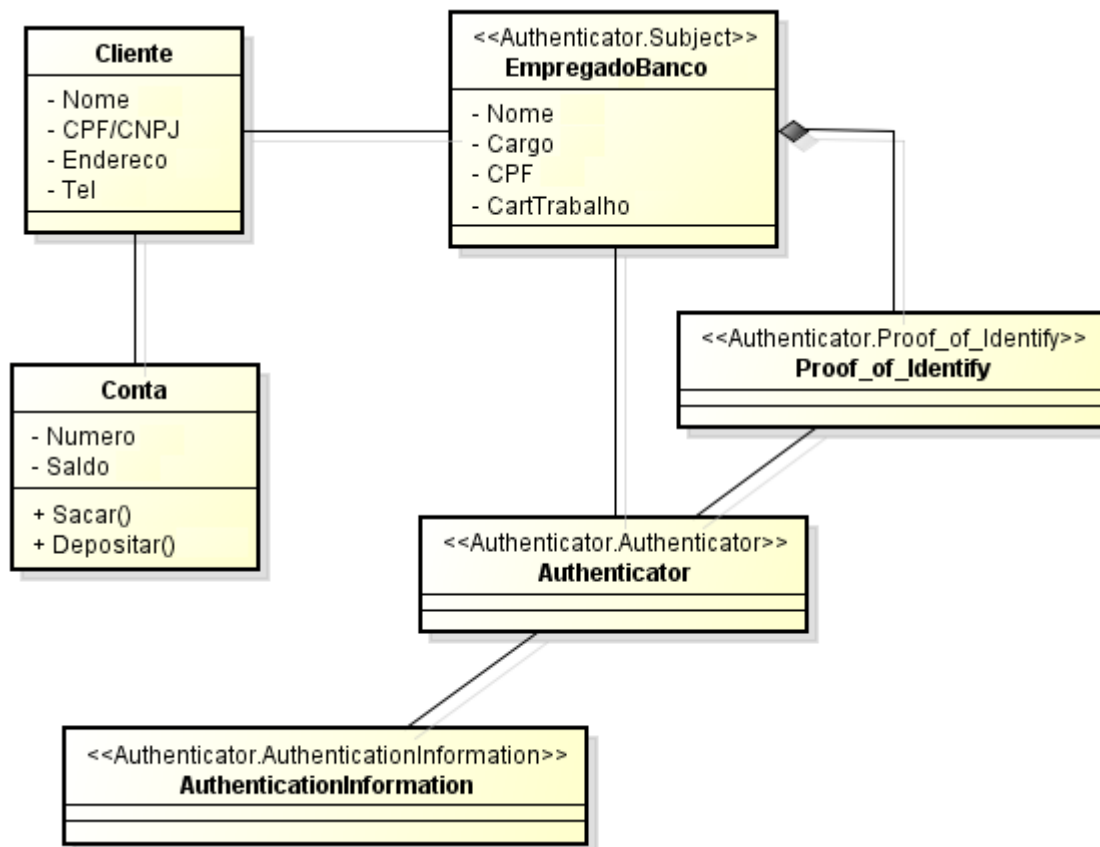 Cliente
- Nome
- CPF/CNPJ
- Endereco
- Tel
<<Authenticator.Subject>>
EmpregadoBanco
- Nome
- Cargo
- CPF
- CartTrabalho
<<Authenticator.Proof_of_Identify>>
Proof_of_Identify
Conta
- Numero
- Saldo
+ Sacar()
+ Depositar()
<<Authenticator.Authenticator>>
Authenticator
<<Authenticator.AuthenticationInformation>>
AuthenticationInformation